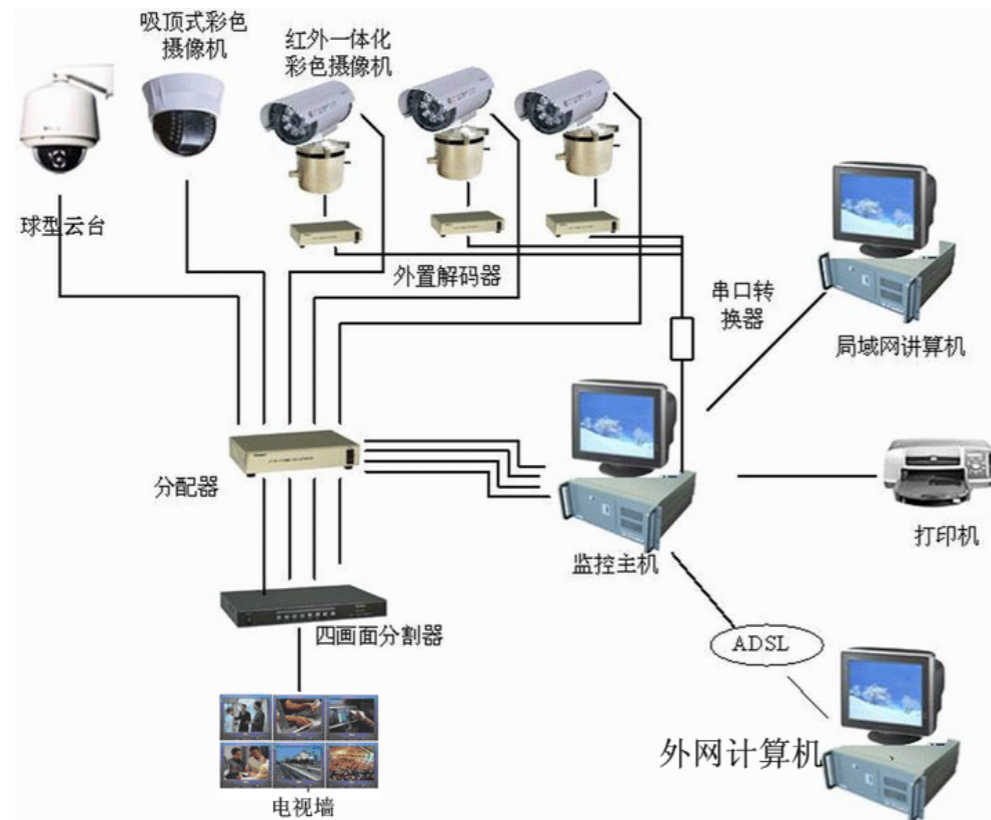 吸顶式彩色
摄像机
红外一体化
彩色摄像机
球型云台
外置解码器
串口转
换器
局域网讲算机
分配器
监控主机
打印机
四画面分割器
ADSL
外网计算机
电视墙